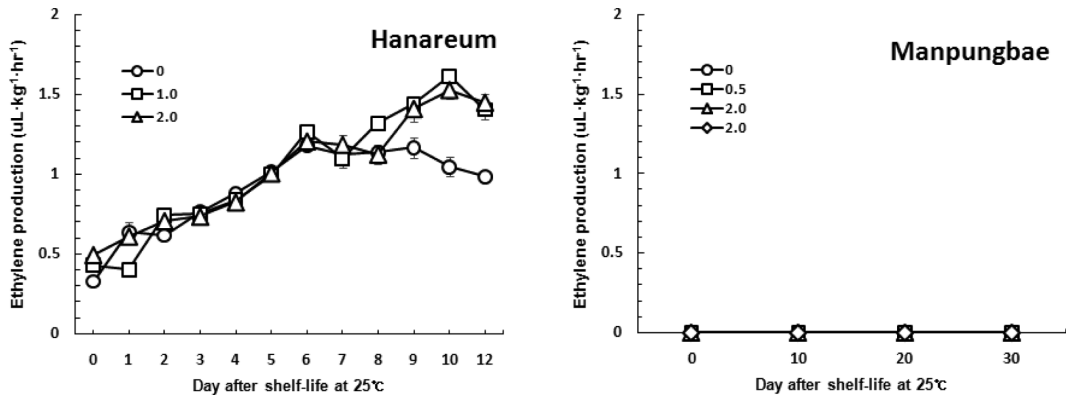 Hanareum
Ethylene production (uL·kg⁻¹·hr⁻¹)
2
1.5
1
0.5
0
0
1.0
2.0
0 1 2 3 4 5 6 7 8 9 10 12
Day after shelf-life at 25℃
Manpungbae
Ethylene production (uL·kg⁻¹·hr⁻¹)
2
1.5
1
0.5
0
0
0.5
2.0
2.0
0 10 20 30
Day after shelf-life at 25℃